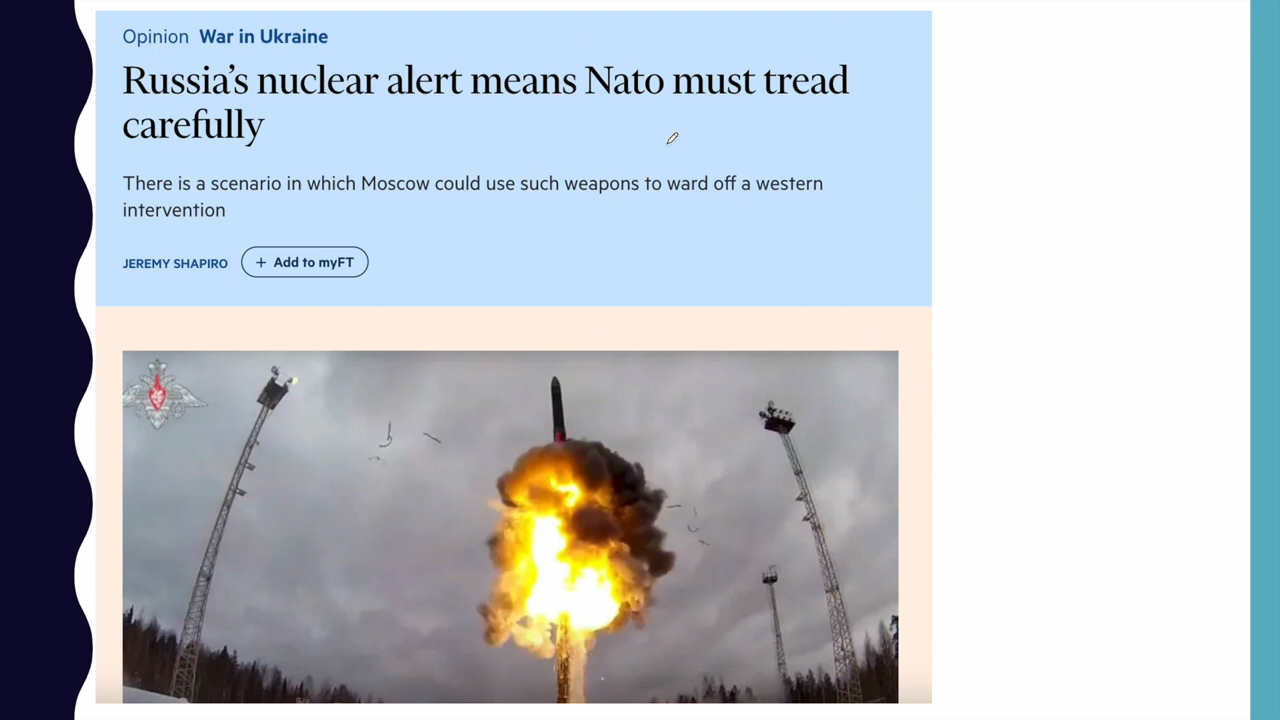 Opinion War in Ukraine
Russia’s nuclear alert means Nato must tread
carefully
There is a scenario in which Moscow could use such weapons to ward off a western
intervention
JEREMY SHAPIRO + Add to myFT